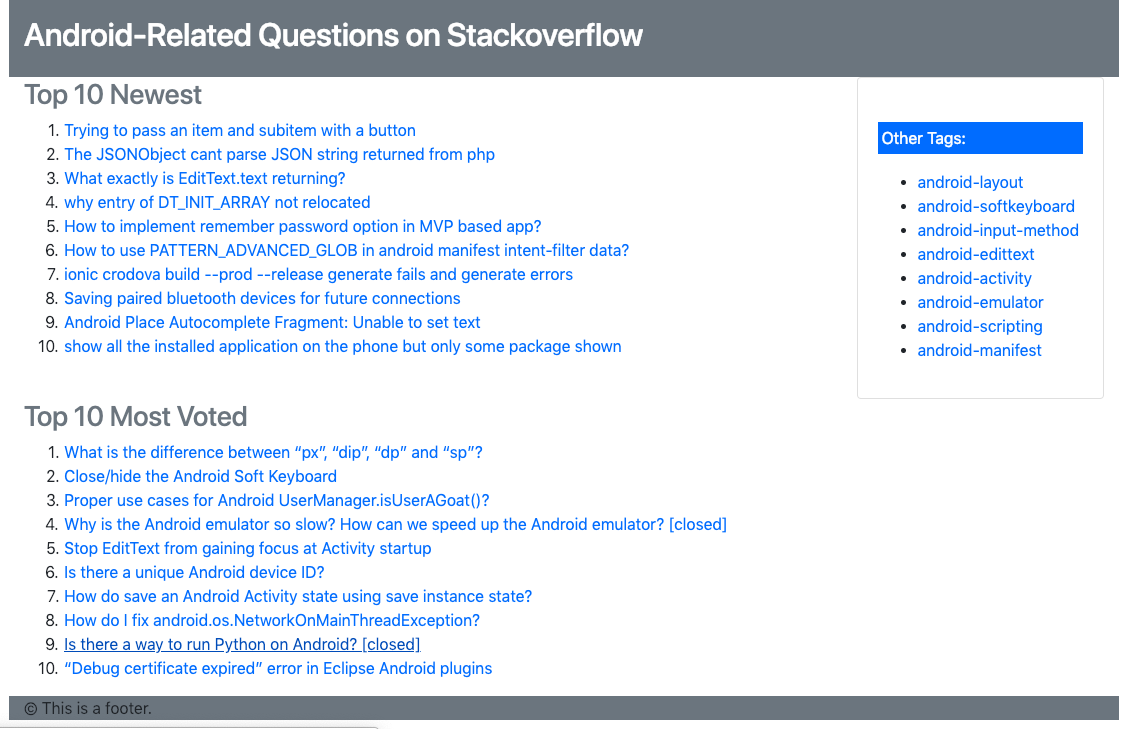 Android-Related Questions on Stackoverflow
Top 10 Newest
1. Trying to pass an item and subitem with a button
2. The JSONObject cant parse JSON string returned from php
3. What exactly is EditText.text returning?
4. why entry of DT_INIT_ARRAY not relocated
5. How to implement remember password option in MVP based app?
6. How to use PATTERN_ADVANCED_GLOB in android manifest intent-filter data?
7. ionic crodova build --prod --release generate fails and generate errors
8. Saving paired bluetooth devices for future connections
9. Android Place Autocomplete Fragment: Unable to set text
10. show all the installed application on the phone but only some package shown
Other Tags:
• android-layout
• android-softkeyboard
• android-input-method
• android-edittext
• android-activity
• android-emulator
• android-scripting
• android-manifest
Top 10 Most Voted
1. What is the difference between “px”, “dip”, “dp” and “sp”?
2. Close/hide the Android Soft Keyboard
3. Proper use cases for Android UserManager.isUserAGoat()?
4. Why is the Android emulator so slow? How can we speed up the Android emulator? [closed]
5. Stop EditText from gaining focus at Activity startup
6. Is there a unique Android device ID?
7. How do save an Android Activity state using save instance state?
8. How do I fix android.os.NetworkOnMainThreadException?
9. Is there a way to run Python on Android? [closed]
10. “Debug certificate expired” error in Eclipse Android plugins
© This is a footer.